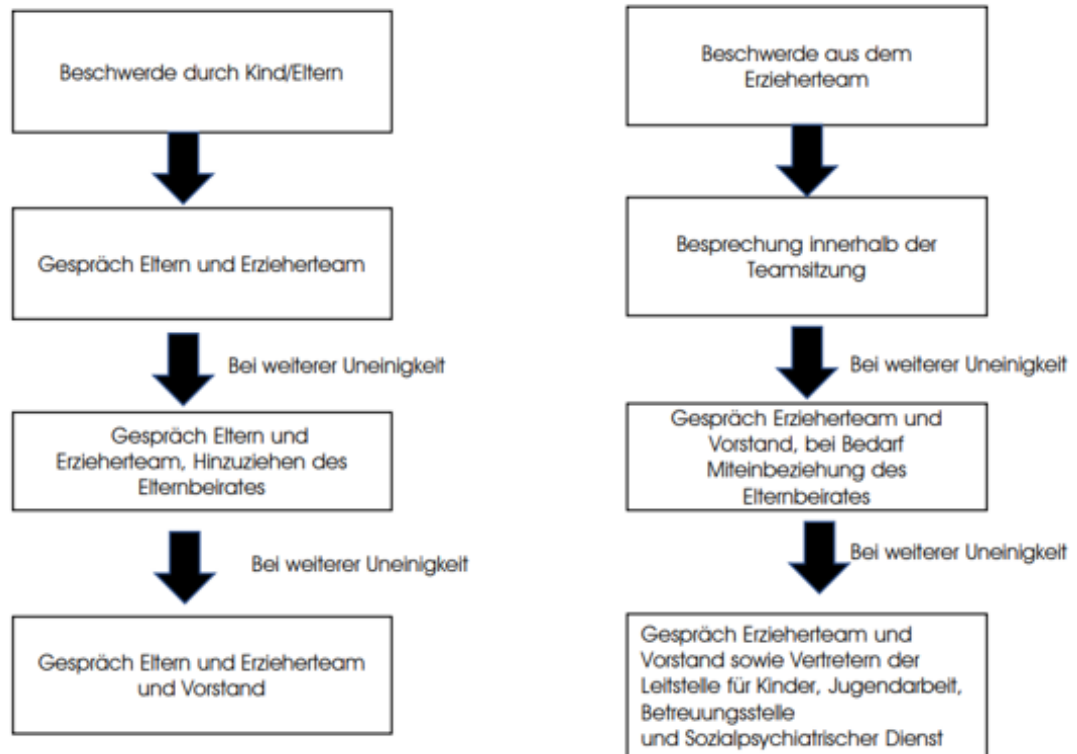 Beschwerde durch Kind/Eltern
Gespräch Eltern und Erzieherteam
Bei weiterer Uneinigkeit
Gespräch Eltern und
Erzieherteam, Hinzuziehen des
Elternbeirates
Bei weiterer Uneinigkeit
Gespräch Eltern und Erzieherteam
und Vorstand
Beschwerde aus dem
Erzieherteam
Besprechung innerhalb der
Teamsitzung
Bei weiterer Uneinigkeit
Gespräch Erzieherteam und
Vorstand, bei Bedarf
Miteinbeziehung des
Elternbeirates
Bei weiterer Uneinigkeit
Gespräch Erzieherteam und
Vorstand sowie Vertretern der
Leitstelle für Kinder, Jugendarbeit,
Betreuungsstelle
und Sozialpsychiatrischer Dienst